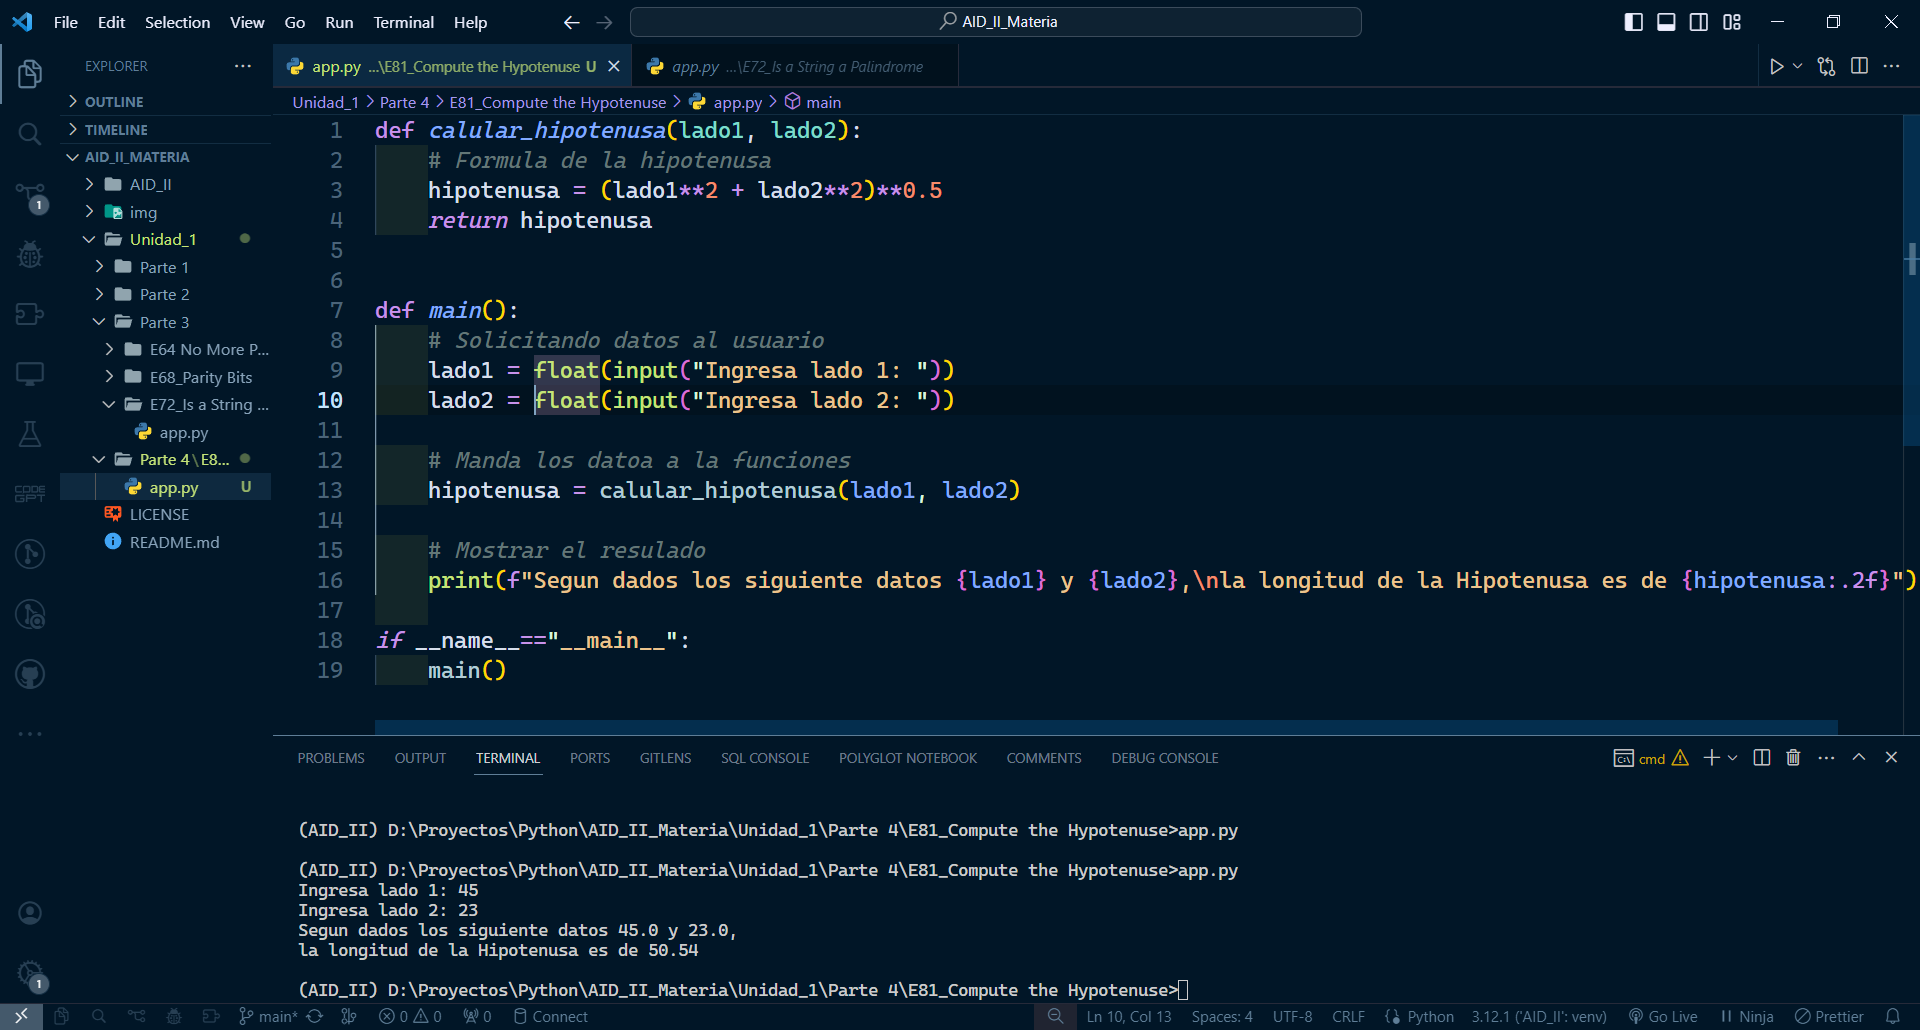 File Edit Selection View Go Run Terminal Help
AID_II_Materia
EXPLORER
OUTLINE
TIMELINE
AID_II_MATERIA
AID_II
img
Unidad_1
Parte 1
Parte 2
Parte 3
E64 No More P...
E68_Parity Bits
E72_Is a String ...
app.py
Parte 4\E8...
app.py U
LICENSE
README.md
CODE
GPT
1
1
app.py ...\E81_Compute the Hypotenuse U
app.py ...\E72_Is a String a Palindrome
Unidad_1 > Parte 4 > E81_Compute the Hypotenuse > app.py > main
1 def calular_hipotenusa(lado1, lado2):
2 # Formula de la hipotenusa
3 hipotenusa = (lado1**2 + lado2**2)**0.5
4 return hipotenusa
5
6
7 def main():
8 # Solicitando datos al usuario
9 lado1 = float(input("Ingresa lado 1: "))
10 lado2 = float(input("Ingresa lado 2: "))
11
12 # Manda los datoa a la funciones
13 hipotenusa = calular_hipotenusa(lado1, lado2)
14
15 # Mostrar el resulado
16 print(f"Segun dados los siguiente datos {lado1} y {lado2},\nla longitud de la Hipotenusa es de {hipotenusa:.2f}")
17
18 if __name__=="__main__":
19 main()
PROBLEMS OUTPUT TERMINAL PORTS GITLENS SQL CONSOLE POLYGLOT NOTEBOOK COMMENTS DEBUG CONSOLE
cmd
(AID_II) D:\Proyectos\Python\AID_II_Materia\Unidad_1\Parte 4\E81_Compute the Hypotenuse>app.py
(AID_II) D:\Proyectos\Python\AID_II_Materia\Unidad_1\Parte 4\E81_Compute the Hypotenuse>app.py
Ingresa lado 1: 45
Ingresa lado 2: 23
Segun dados los siguiente datos 45.0 y 23.0,
la longitud de la Hipotenusa es de 50.54
(AID_II) D:\Proyectos\Python\AID_II_Materia\Unidad_1\Parte 4\E81_Compute the Hypotenuse>
main* 0 0 0 Connect Ln 10, Col 13 Spaces: 4 UTF-8 CRLF Python 3.12.1 ('AID_II': venv) Go Live Ninja Prettier